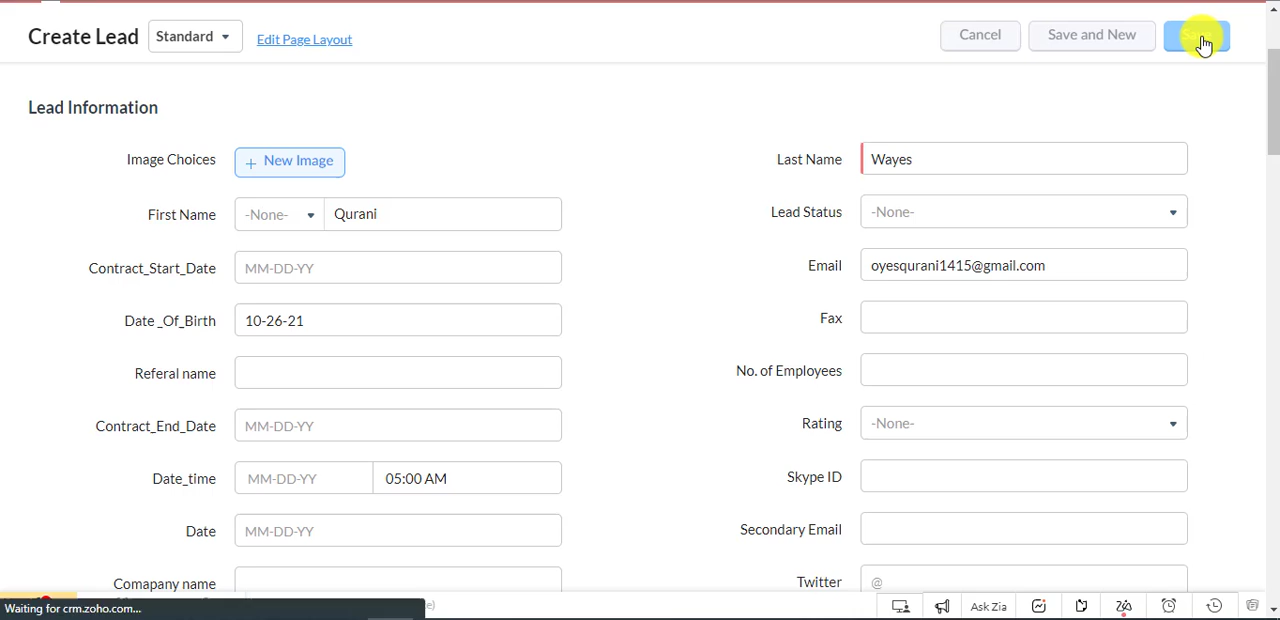 Create Lead Standard Edit Page Layout Cancel Save and New Save
Lead Information
Image Choices + New Image Last Name Wayes
First Name -None- Qurani Lead Status -None-
Contract_Start_Date MM-DD-YY Email oyesqurani1415@gmail.com
Date _Of_Birth 10-26-21 Fax
Referal name No. of Employees
Contract_End_Date MM-DD-YY Rating -None-
Date_time MM-DD-YY 05:00 AM Skype ID
Date MM-DD-YY Secondary Email
Comapany name Twitter @
Waiting for crm.zoho.com... Ask Zia